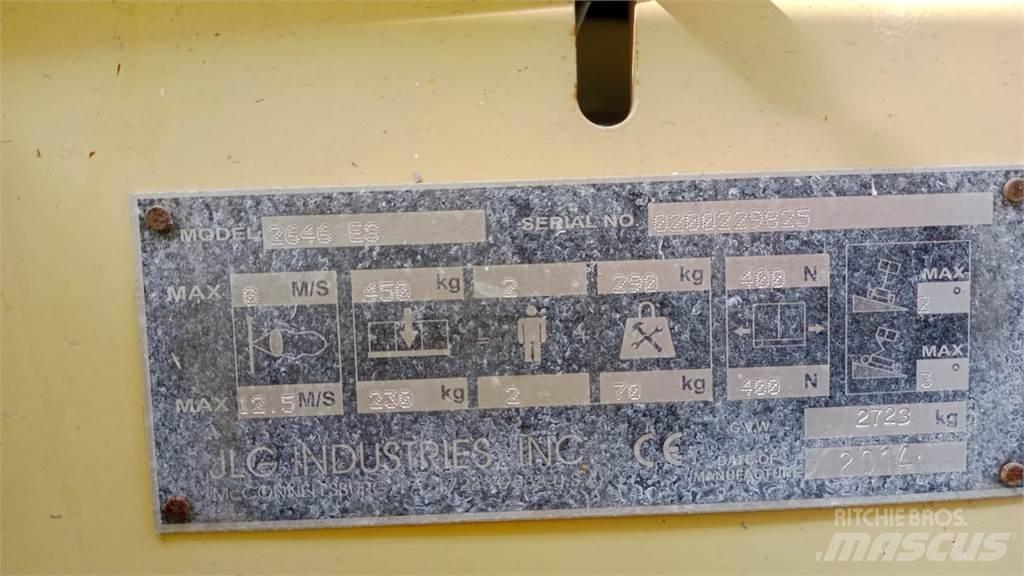 MODEL 2646 ES SERIAL NO 0200229825
MAX 0 M/S 450 kg 2 290 kg 400 N MAX 2°
= +
MAX 12.5 M/S 230 kg 2 70 kg 400 N MAX 3°
G.V.W. 2723 kg
JLG INDUSTRIES, INC. CE DATE OF MANUFACTURE 2014
MCCONNELLSBURG
RITCHIE BROS.
MASCUS